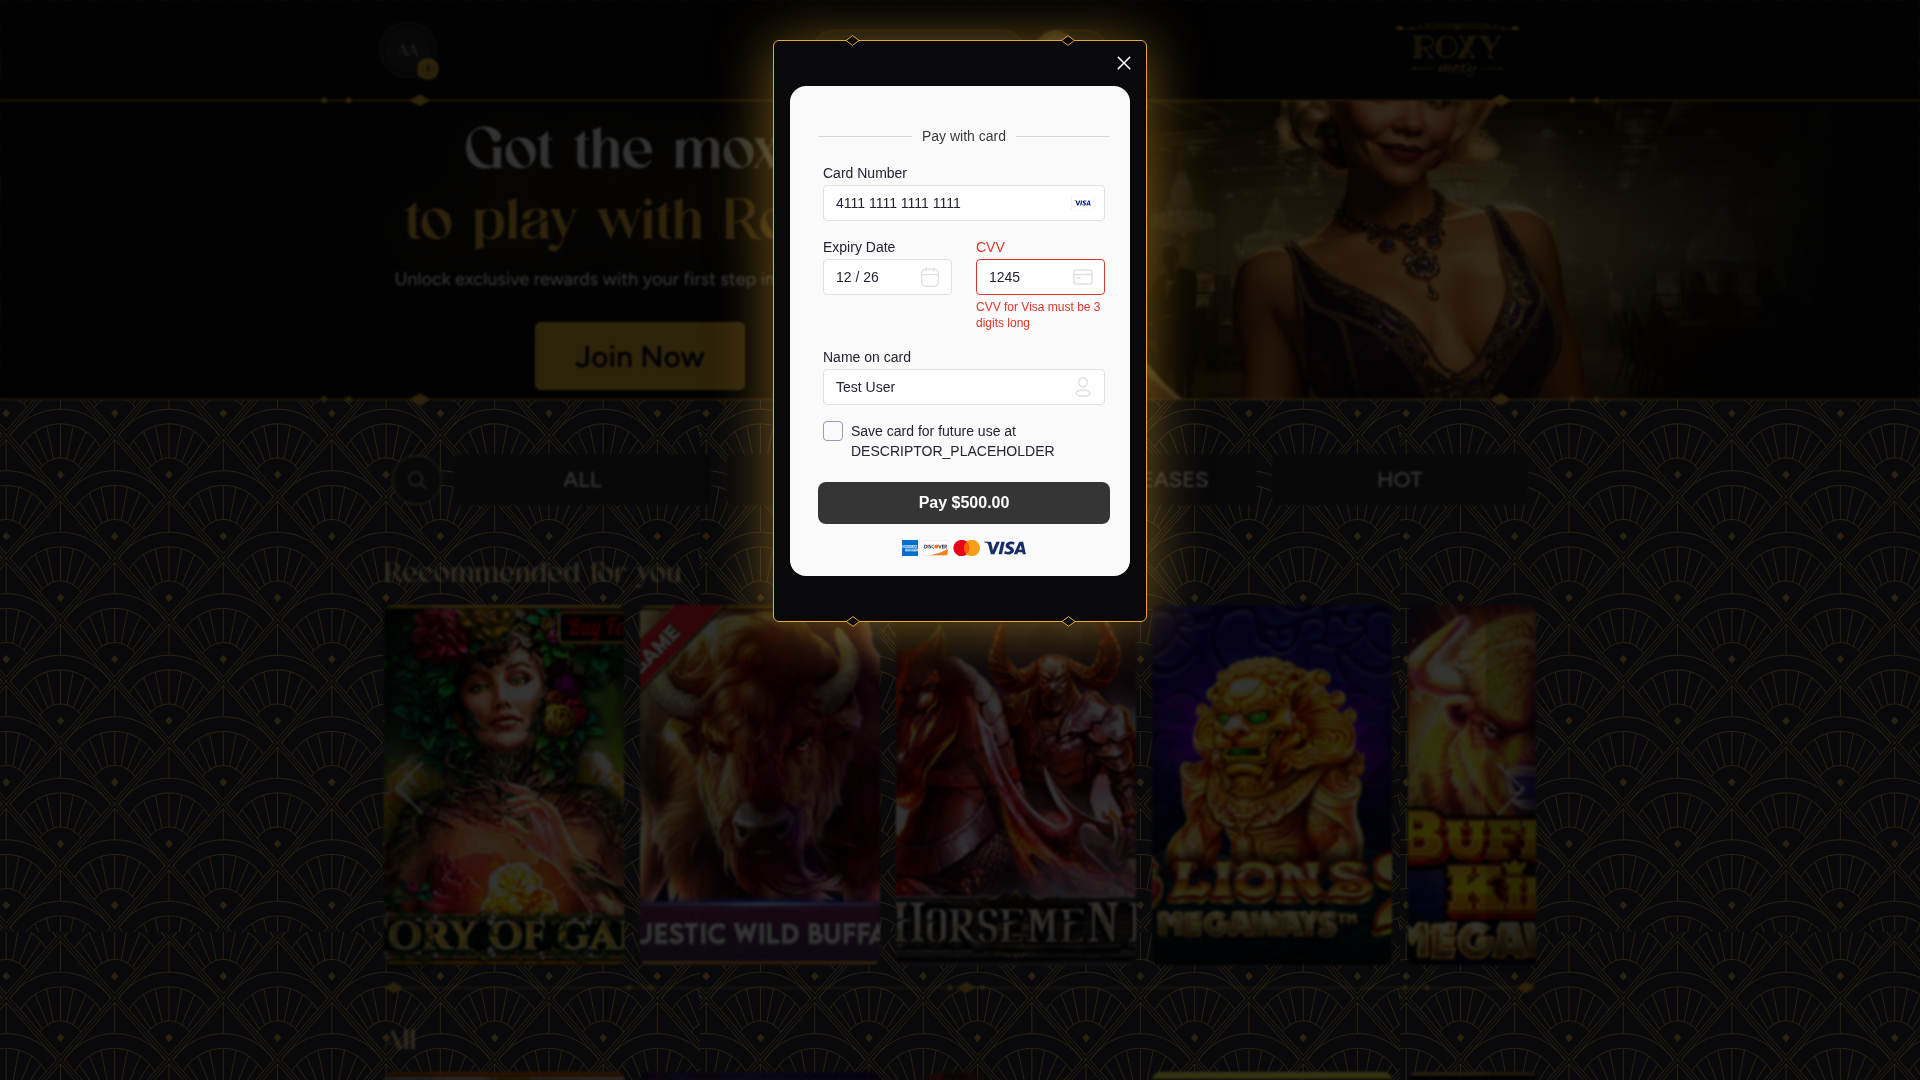 AA
ROXY
moxy
Got the mox
to play with Ro
Unlock exclusive rewards with your first step in
Join Now
Pay with card
Card Number
4111 1111 1111 1111
VISA
Expiry Date
CVV
12 / 26
1245
CVV for Visa must be 3
digits long
Name on card
Test User
Save card for future use at
DESCRIPTOR_PLACEHOLDER
Pay $500.00
DISCOVER
VISA
ALL
EASES
HOT
Recommended for you
Buy Fe
GAME
ORY OF GA
JESTIC WILD BUFFA
HORSEMEN
LIONS
MEGAWAYS™
BUFF
KI
MEGA
All